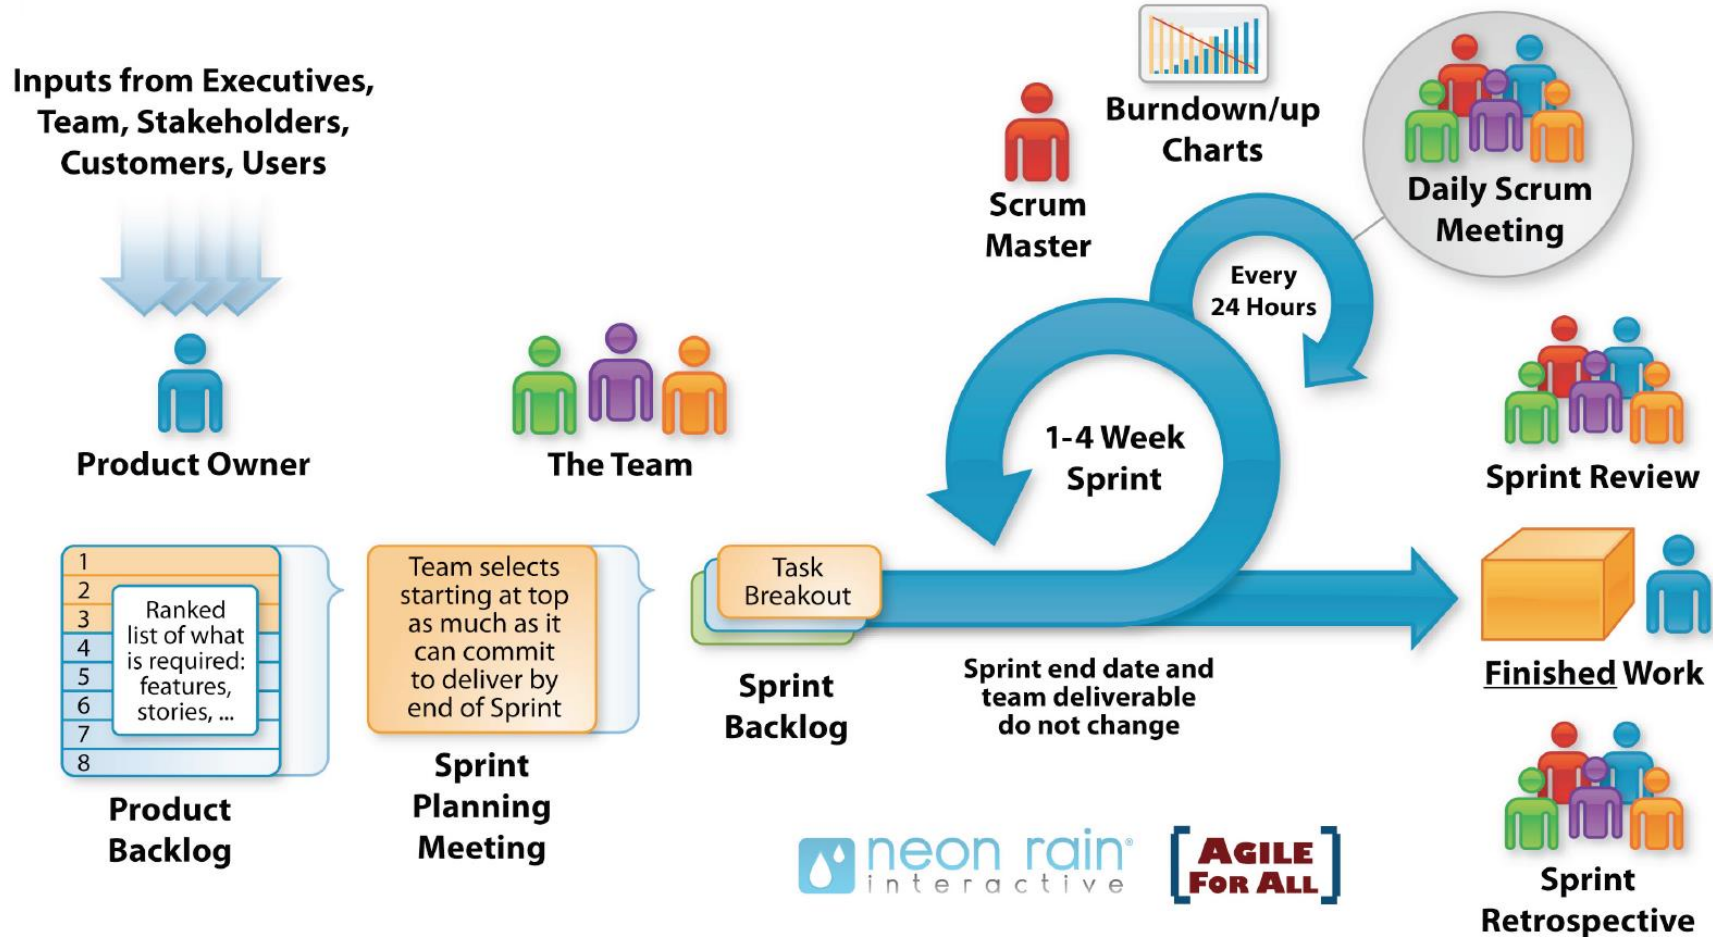 Inputs from Executives,
Team, Stakeholders,
Customers, Users
Product Owner
The Team
Scrum
Master
Burndown/up
Charts
Daily Scrum
Meeting
Every
24 Hours
1-4 Week
Sprint
Sprint Review
1
2
3
4
5
6
7
8
Ranked
list of what
is required:
features,
stories, ...
Product
Backlog
Team selects
starting at top
as much as it
can commit
to deliver by
end of Sprint
Sprint
Planning
Meeting
Task
Breakout
Sprint
Backlog
Sprint end date and
team deliverable
do not change
Finished Work
Sprint
Retrospective
neon rain®
interactive
[AGILE
FOR ALL]